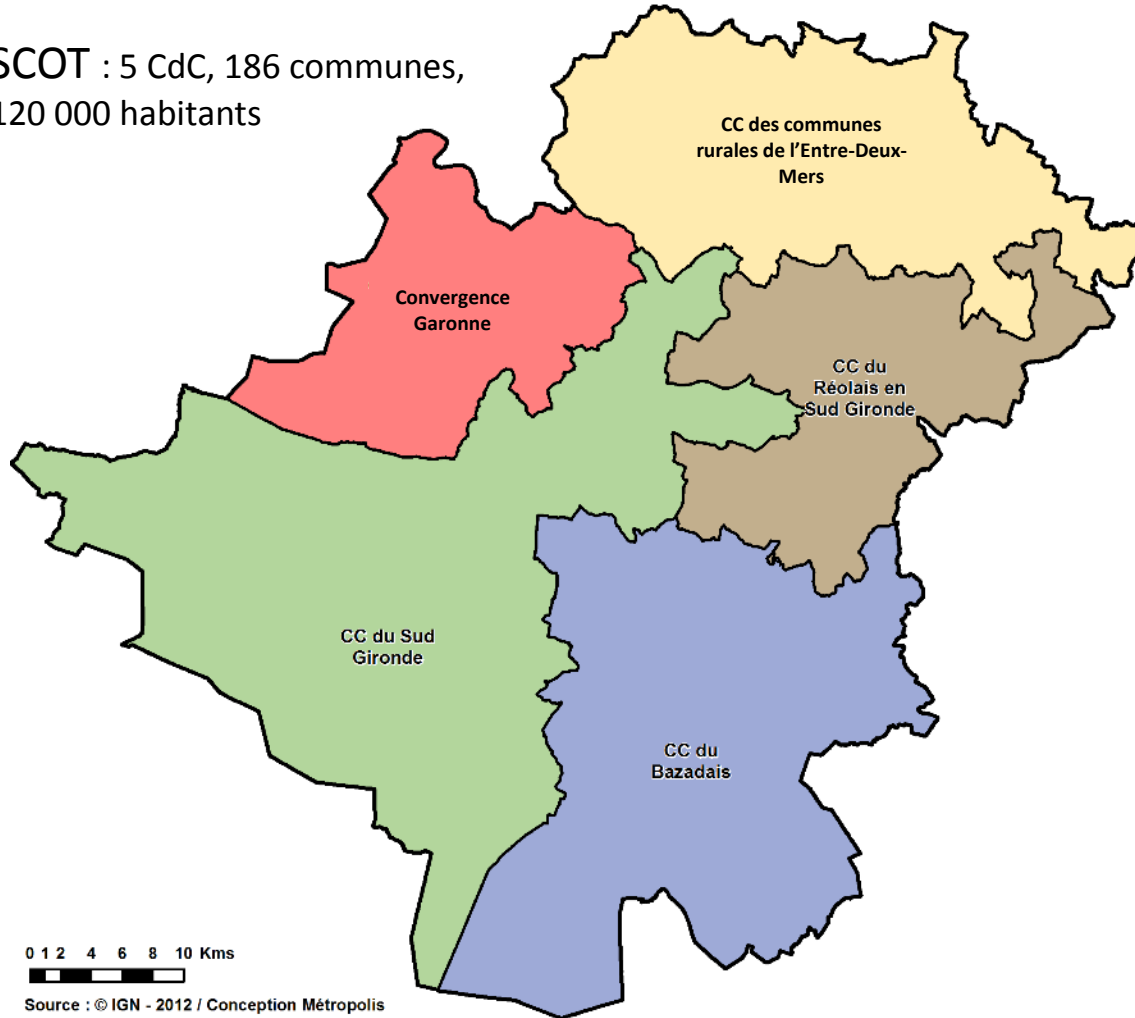 SCOT : 5 CdC, 186 communes,
120 000 habitants
CC des communes
rurales de l'Entre-Deux-
Mers
Convergence
Garonne
CC du
Réolais en
Sud Gironde
CC du Sud
Gironde
CC du
Bazadais
0 1 2 4 6 8 10 Kms
Source : © IGN - 2012 / Conception Métropolis